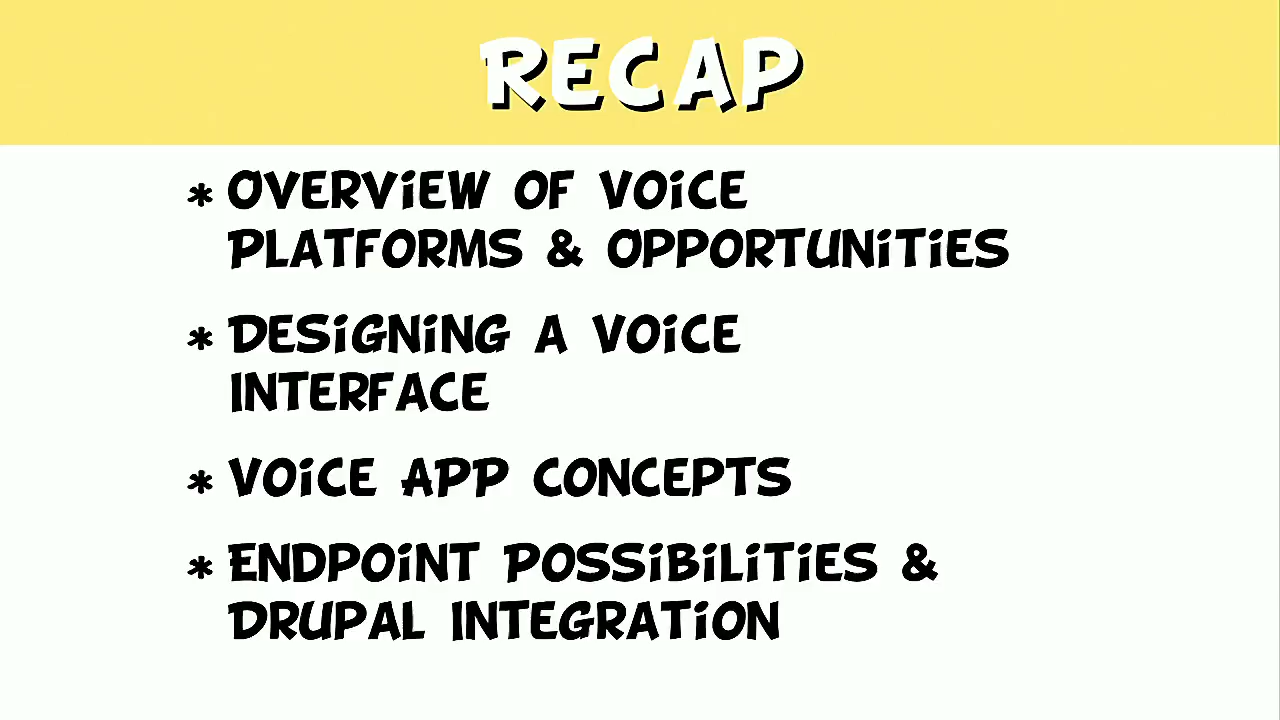 RECAP
* OVERVIEW OF VOICE
PLATFORMS & OPPORTUNITIES
* DESIGNING A VOICE
INTERFACE
* VOICE APP CONCEPTS
* ENDPOINT POSSIBILITIES &
DRUPAL INTEGRATION